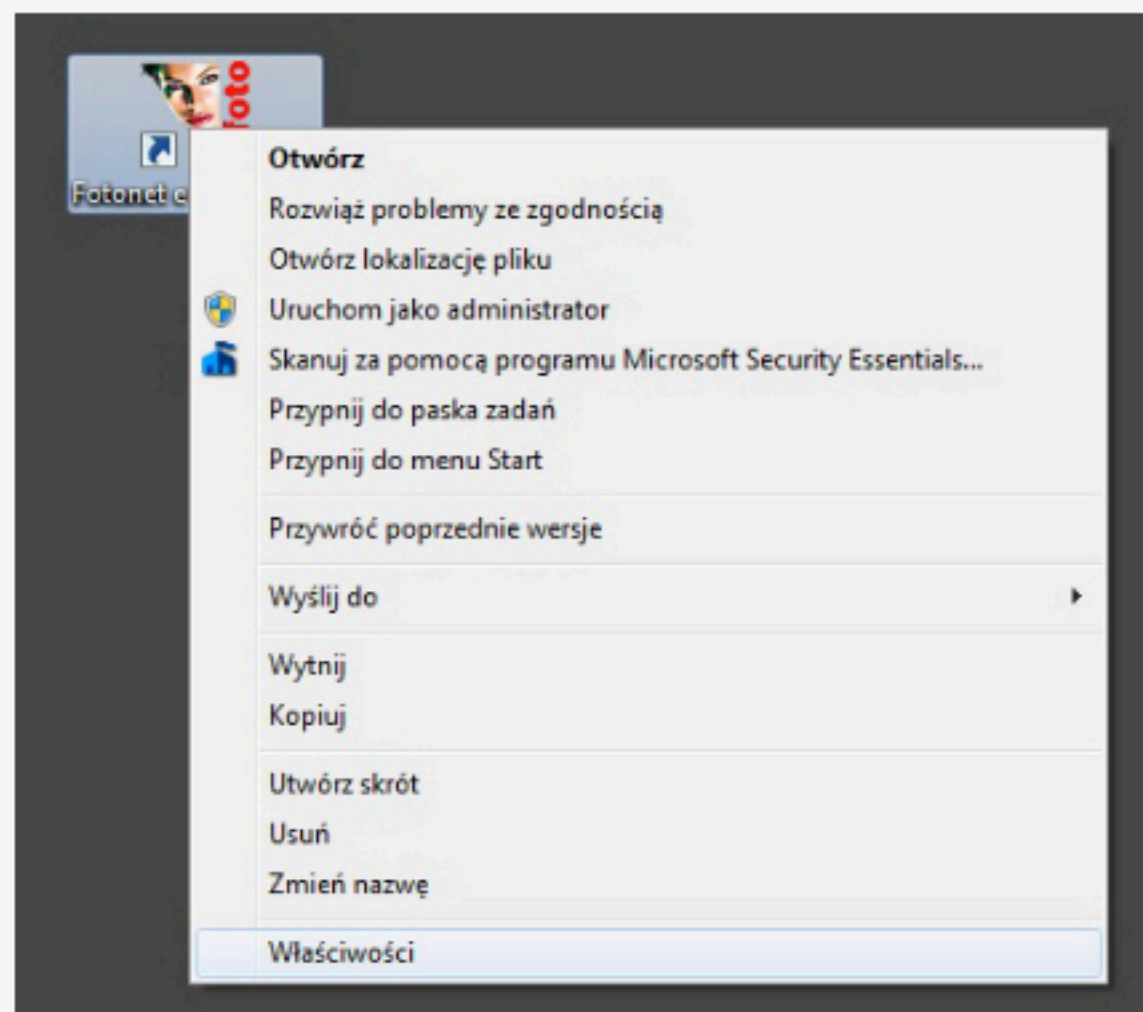 foto
Fotonet
Otwórz
Rozwiąż problemy ze zgodnością
Otwórz lokalizację pliku
Uruchom jako administrator
Skanuj za pomocą programu Microsoft Security Essentials...
Przypnij do paska zadań
Przypnij do menu Start
Przywróć poprzednie wersje
Wyślij do
Wytnij
Kopiuj
Utwórz skrót
Usuń
Zmień nazwę
Właściwości